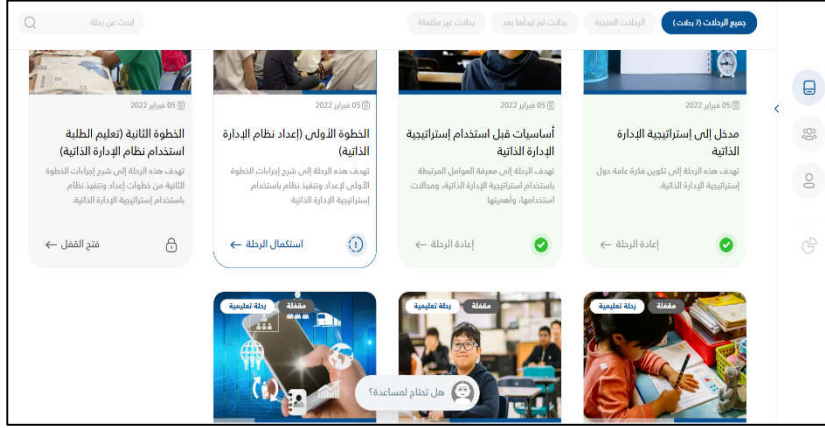 جميع الرحلات (7 رحلات)
الرحلات المنجزة
رحلات لم تبدأها بعد
رحلات غير مكتملة
ابحث عن رحلة
05 فبراير 2022
مدخل إلى إستراتيجية الإدارة
الذاتية
تهدف هذه الرحلة إلى تكوين فكرة عامة حول
إستراتيجية الإدارة الذاتية.
إعادة الرحلة ←
05 فبراير 2022
أساسيات قبل استخدام إستراتيجية
الإدارة الذاتية
تهدف الرحلة إلى معرفة العوامل المرتبطة
باستخدام استراتيجية الإدارة الذاتية، ومجالات
استخدامها، وأهميتها
إعادة الرحلة ←
05 فبراير 2022
الخطوة الأولى (إعداد نظام الإدارة
الذاتية)
تهدف هذه الرحلة إلى شرح إجراءات الخطوة
الأولى لإعداد وتنفيذ نظام باستخدام
إستراتيجية الإدارة الذاتية
استكمال الرحلة ←
05 فبراير 2022
الخطوة الثانية (تعليم الطلبة
استخدام نظام الإدارة الذاتية)
تهدف هذه الرحلة إلى شرح إجراءات الخطوة
الثانية من خطوات إعداد وتنفيذ نظام
باستخدام إستراتيجية الإدارة الذاتية.
فتح القفل ←
مقفلة
رحلة تعليمية
مقفلة
رحلة تعليمية
مقفلة
رحلة تعليمية
هل تحتاج لمساعدة؟